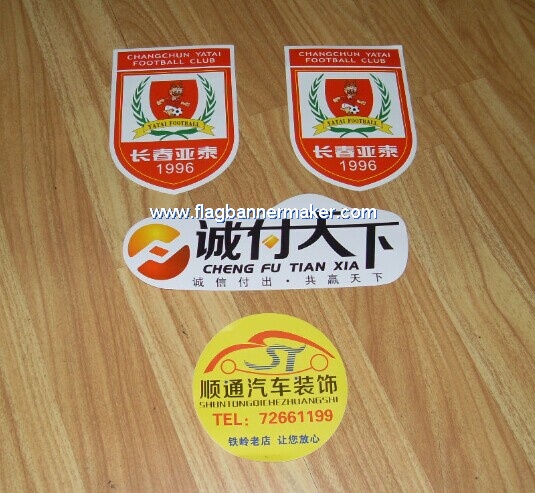 CHANGCHUN YATAI
FOOTBALL CLUB
YATAI FOOTBALL
长春亚泰
1996
CHANGCHUN YATAI
FOOTBALL CLUB
YATAI FOOTBALL
长春亚泰
1996
www.flagbannermaker.com
诚付天下
CHENG FU TIAN XIA
诚信付出·共赢天下
ST
顺通汽车装饰
SHUNTONGQICHEZHUANGSHI
TEL: 72661199
铁岭老店 让您放心